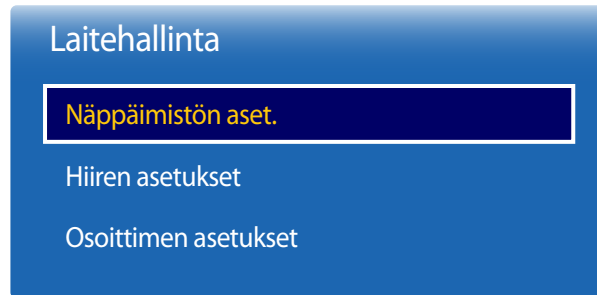 Laitehallinta
Näppäimistön aset.
Hiiren asetukset
Osoittimen asetukset